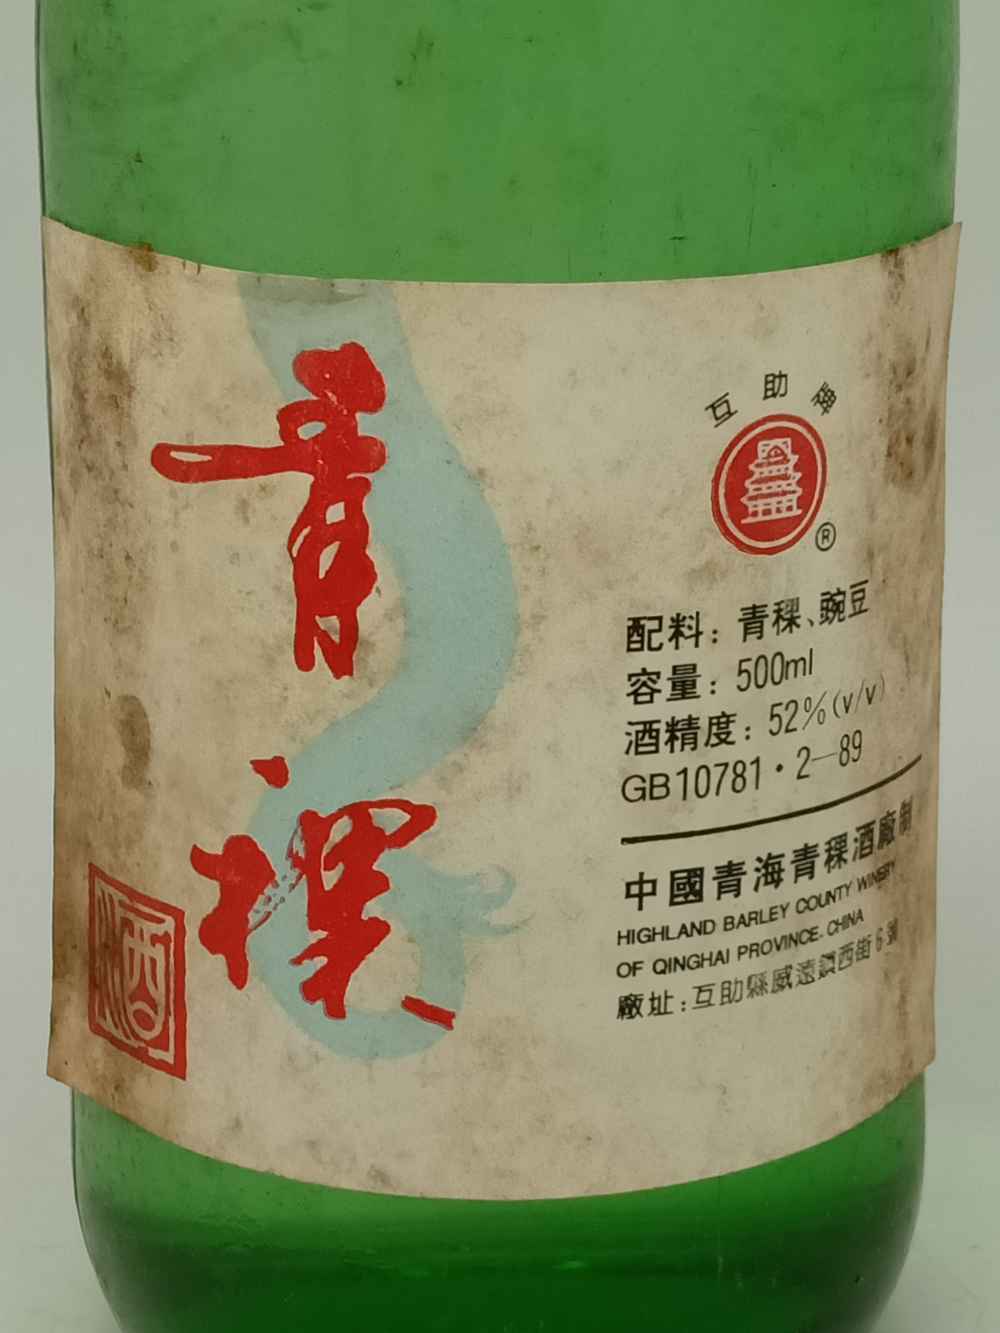 青
稞
酒
互助牌
®
配料：青稞、豌豆
容量：500ml
酒精度：52%(v/v)
GB10781·2—89
中國青海青稞酒廠制
HIGHLAND BARLEY COUNTY WINERY
OF QINGHAI PROVINCE. CHINA
廠址：互助縣威遠鎮西街6號